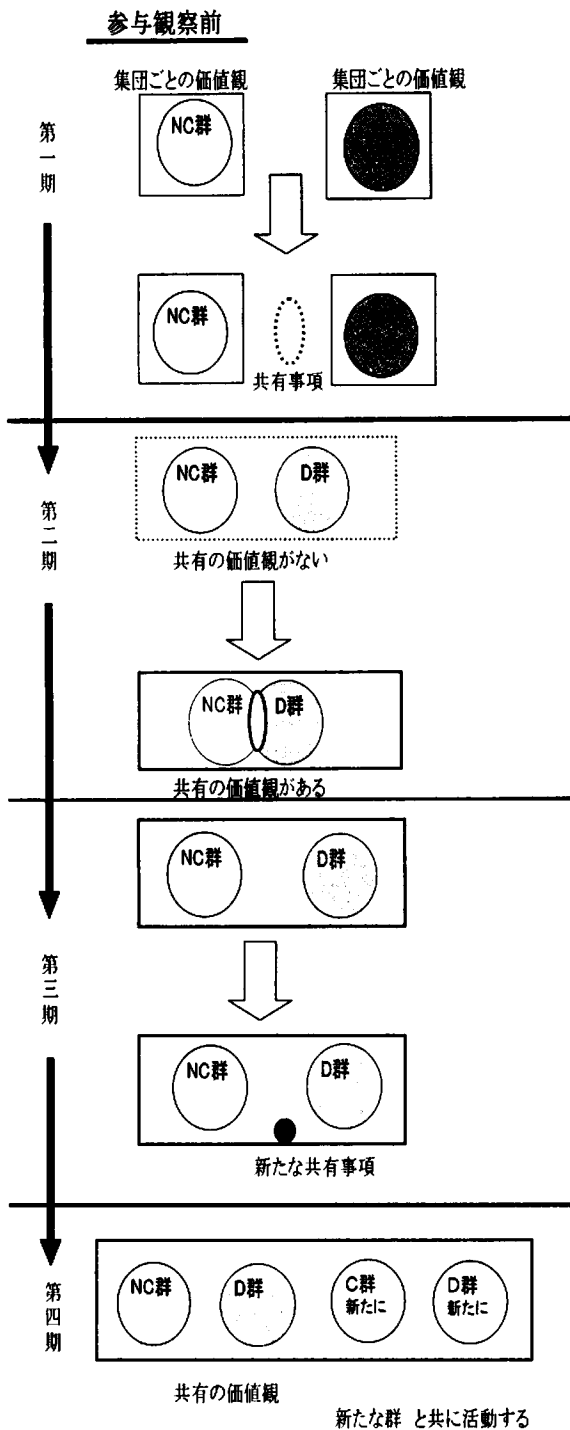 参与観察前
集団ごとの価値観
集団ごとの価値観
第一期
NC群
NC群
共有事項
第二期
NC群
D群
共有の価値観がない
NC群
D群
共有の価値観がある
第三期
NC群
D群
NC群
D群
新たな共有事項
第四期
NC群
D群
C群
新たに
D群
新たに
共有の価値観
新たな群 と共に活動する